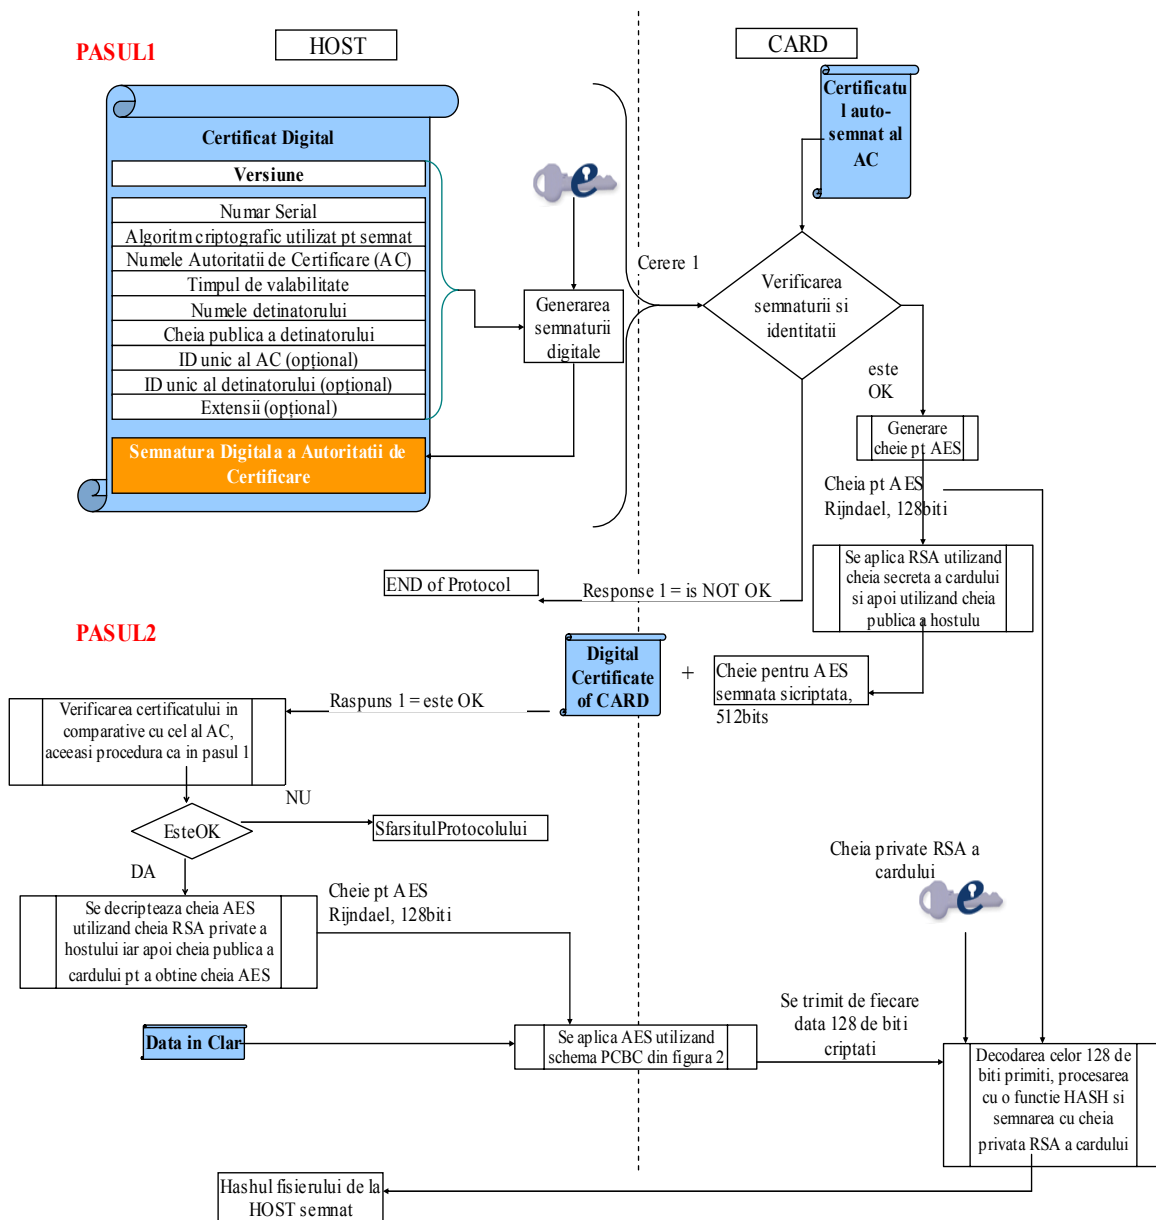 HOST
CARD
PASUL1
Certificat Digital
Versiune
Numar Serial
Algoritm criptografic utilizat pt semnat
Numele Autoritatii de Certificare (AC)
Timpul de valabilitate
Numele detinatorului
Cheia publica a detinatorului
ID unic al AC (opțional)
ID unic al detinatorului (opțional)
Extensii (opțional)
Semnatura Digitala a Autoritatii de
Certificare
e
Generarea
semnaturii
digitale
Cerere 1
Certificatu
l auto-
semnat al
AC
Verificarea
semnaturii si
identitatii
este
OK
Generare
cheie pt AES
Cheia pt AES
Rijndael, 128biti
Se aplica RSA utilizand
cheia secreta a cardului
si apoi utilizand cheia
publica a hostulu
END of Protocol
Response 1 = is NOT OK
PASUL2
Digital
Certificate
of CARD
+
Cheie pentru AES
semnata sicriptata,
512bits
Raspuns 1 = este OK
Verificarea certificatului in
comparative cu cel al AC,
aceeasi procedura ca in pasul 1
NU
EsteOK
SfarsitulProtocolului
DA
Cheie pt AES
Rijndael, 128biti
Se decripteaza cheia AES
utilizand cheia RSA private a
hostului iar apoi cheia publica a
cardului pt a obtine cheia AES
Cheia private RSA a
cardului
e
Data in Clar
Se aplica AES utilizand
schema PCBC din figura 2
Se trimit de fiecare
data 128 de biti
criptati
Decodarea celor 128 de
biti primiti, procesarea
cu o functie HASH si
semnarea cu cheia
privata RSA a cardului
Hashul fisierului de la
HOST semnat